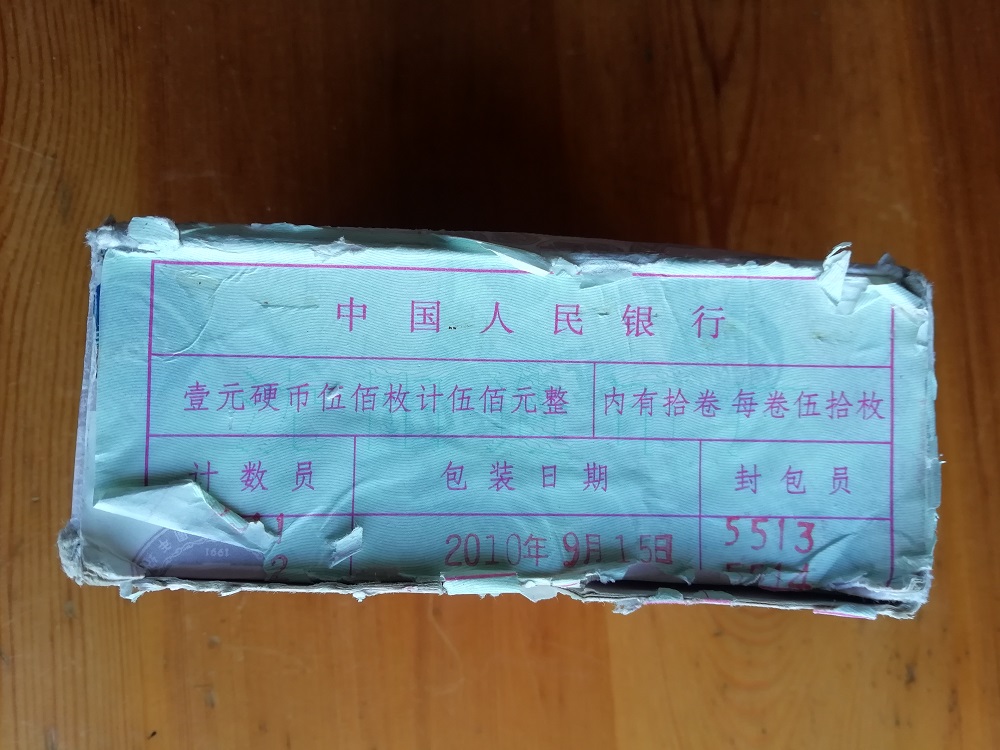 中国人民银行
壹元硬币伍佰枚计伍佰元整 内有拾卷 每卷伍拾枚
计数员 包装日期 封包员
2010年 9月15日 5513
5514